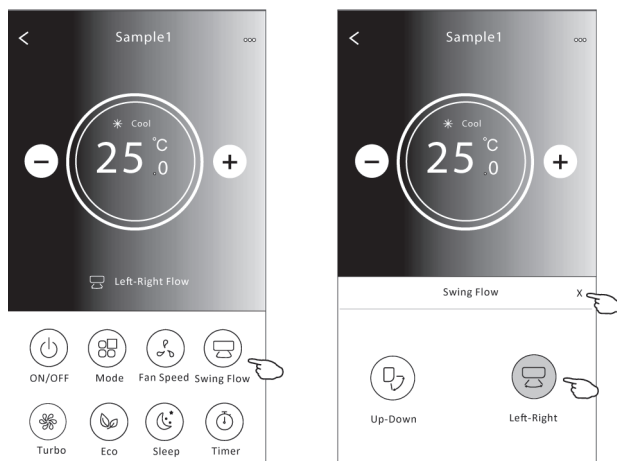 Sample1
Cool
25.0 °C
Left-Right Flow
ON/OFF Mode Fan Speed Swing Flow
Turbo Eco Sleep Timer
Sample1
Cool
25.0 °C
Swing Flow X
Up-Down Left-Right